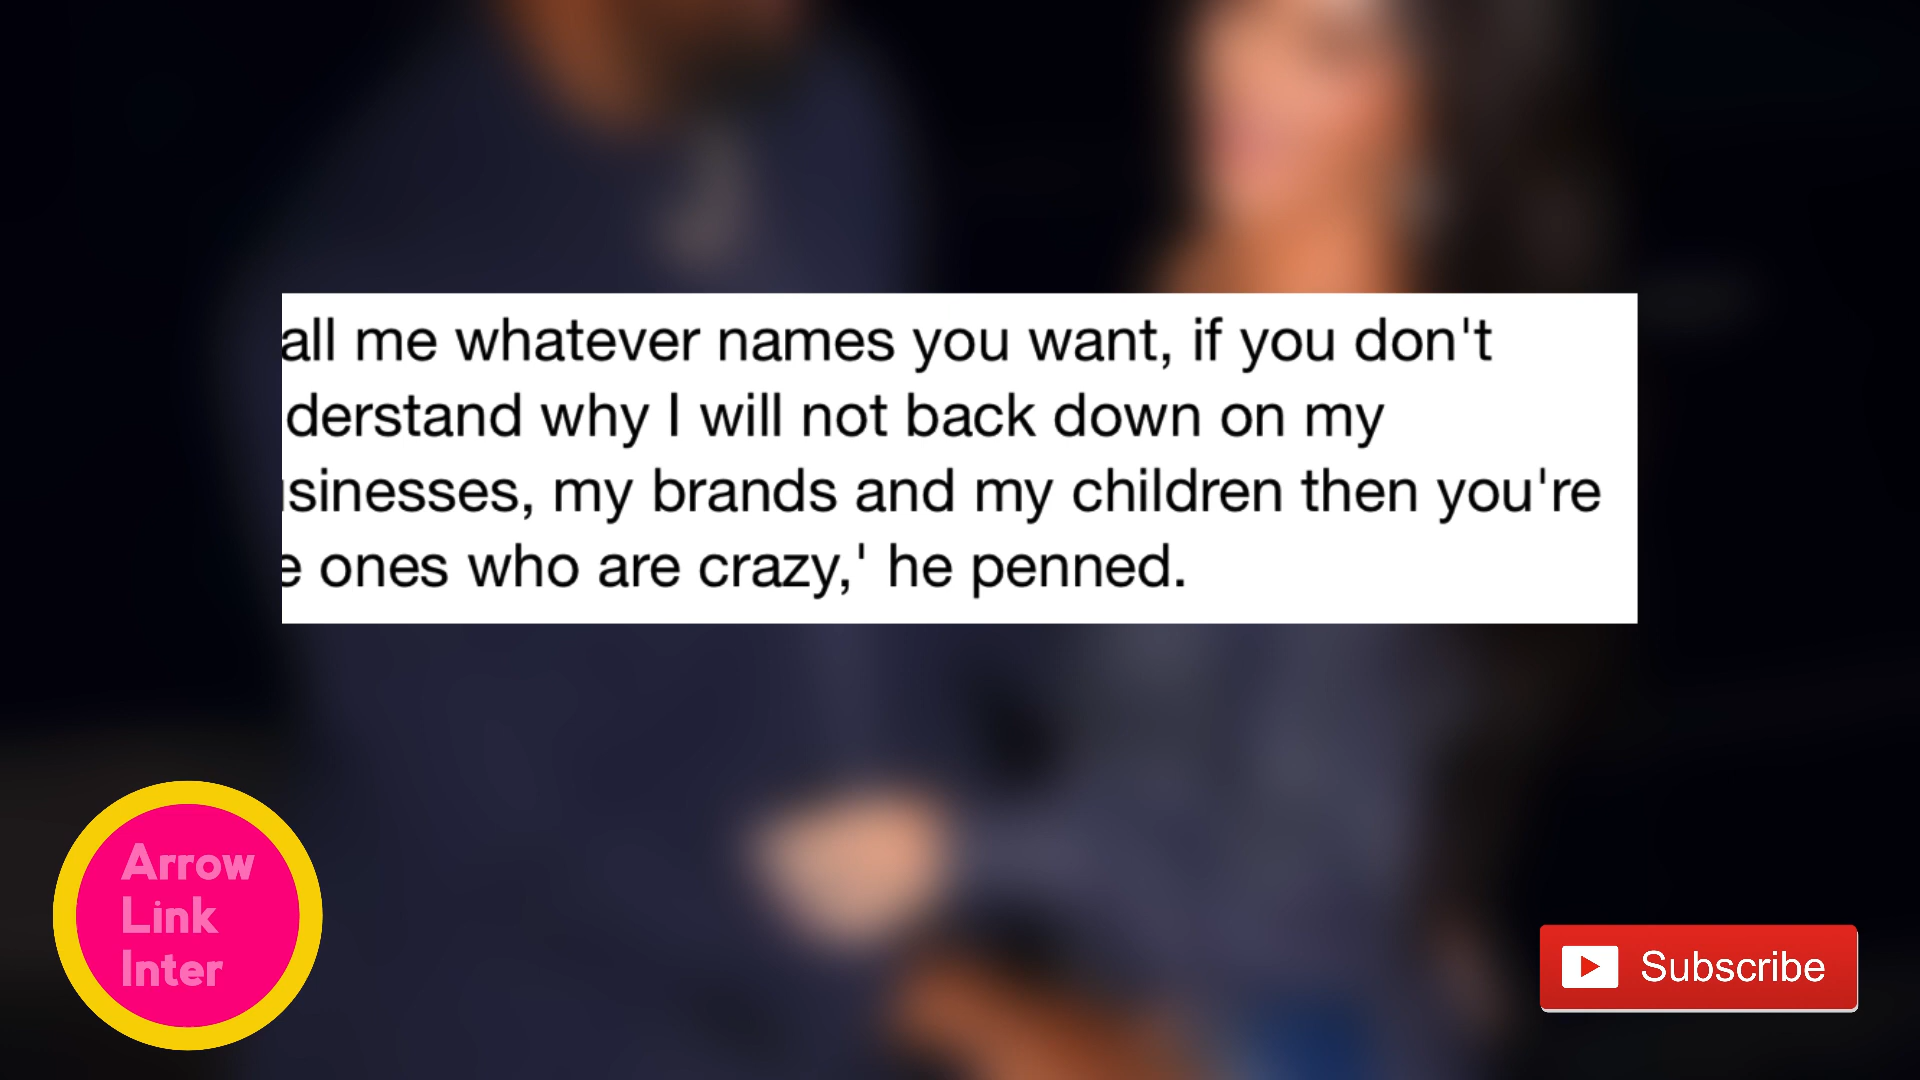 all me whatever names you want, if you don't
derstand why I will not back down on my
sinesses, my brands and my children then you're
e ones who are crazy,' he penned.
Arrow
Link
Inter
Subscribe